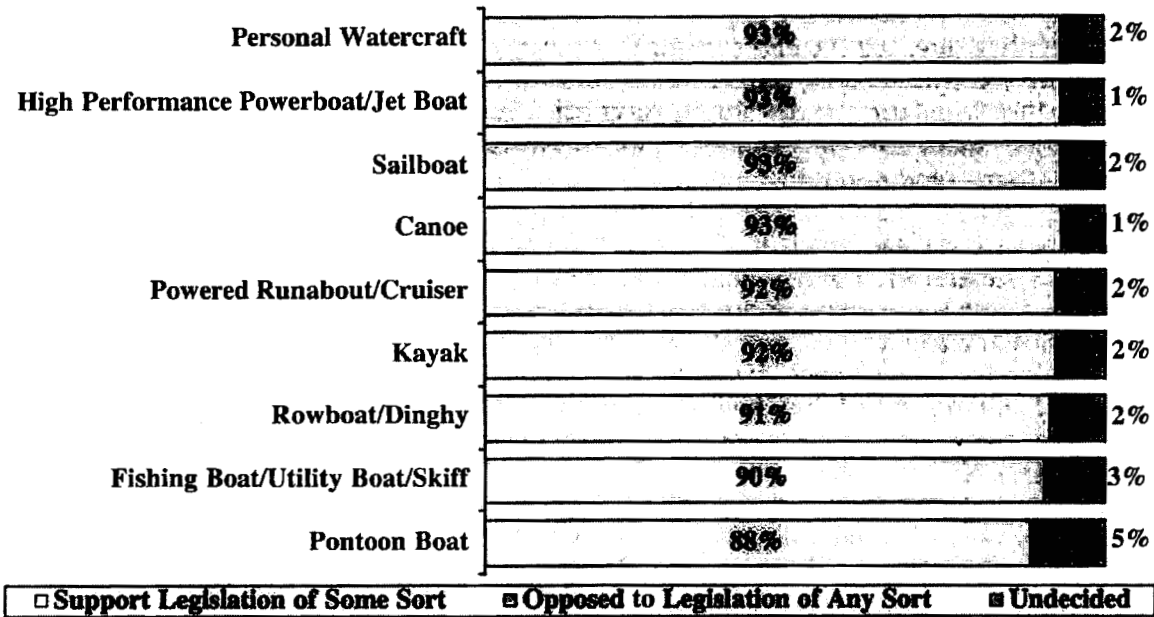 Personal Watercraft 93% 2%
High Performance Powerboat/Jet Boat 93% 1%
Sailboat 93% 2%
Canoe 93% 1%
Powered Runabout/Cruiser 92% 2%
Kayak 92% 2%
Rowboat/Dinghy 91% 2%
Fishing Boat/Utility Boat/Skiff 90% 3%
Pontoon Boat 88% 5%
Support Legislation of Some Sort Opposed to Legislation of Any Sort Undecided